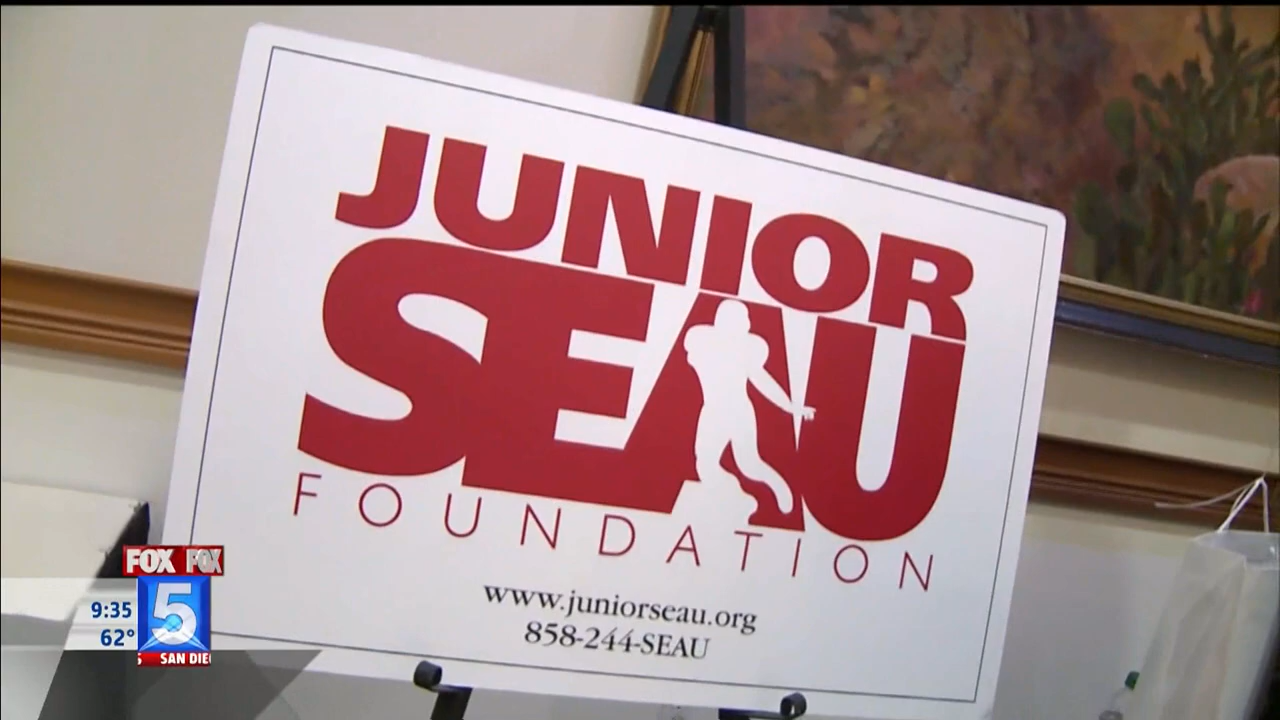 JUNIOR
SEAU
FOUNDATION
www.juniorseau.org
858-244-SEAU
FOX FOX
9:35
5
62°
SAN DIE